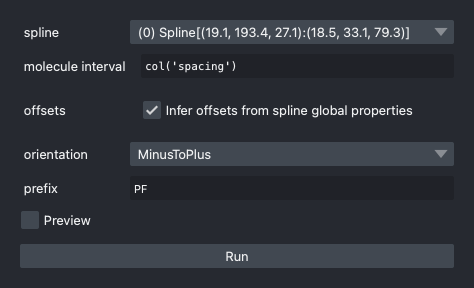 spline (0) Spline[(19.1, 193.4, 27.1):(18.5, 33.1, 79.3)]
molecule interval col('spacing')
offsets Infer offsets from spline global properties
orientation MinusToPlus
prefix PF
Preview
Run